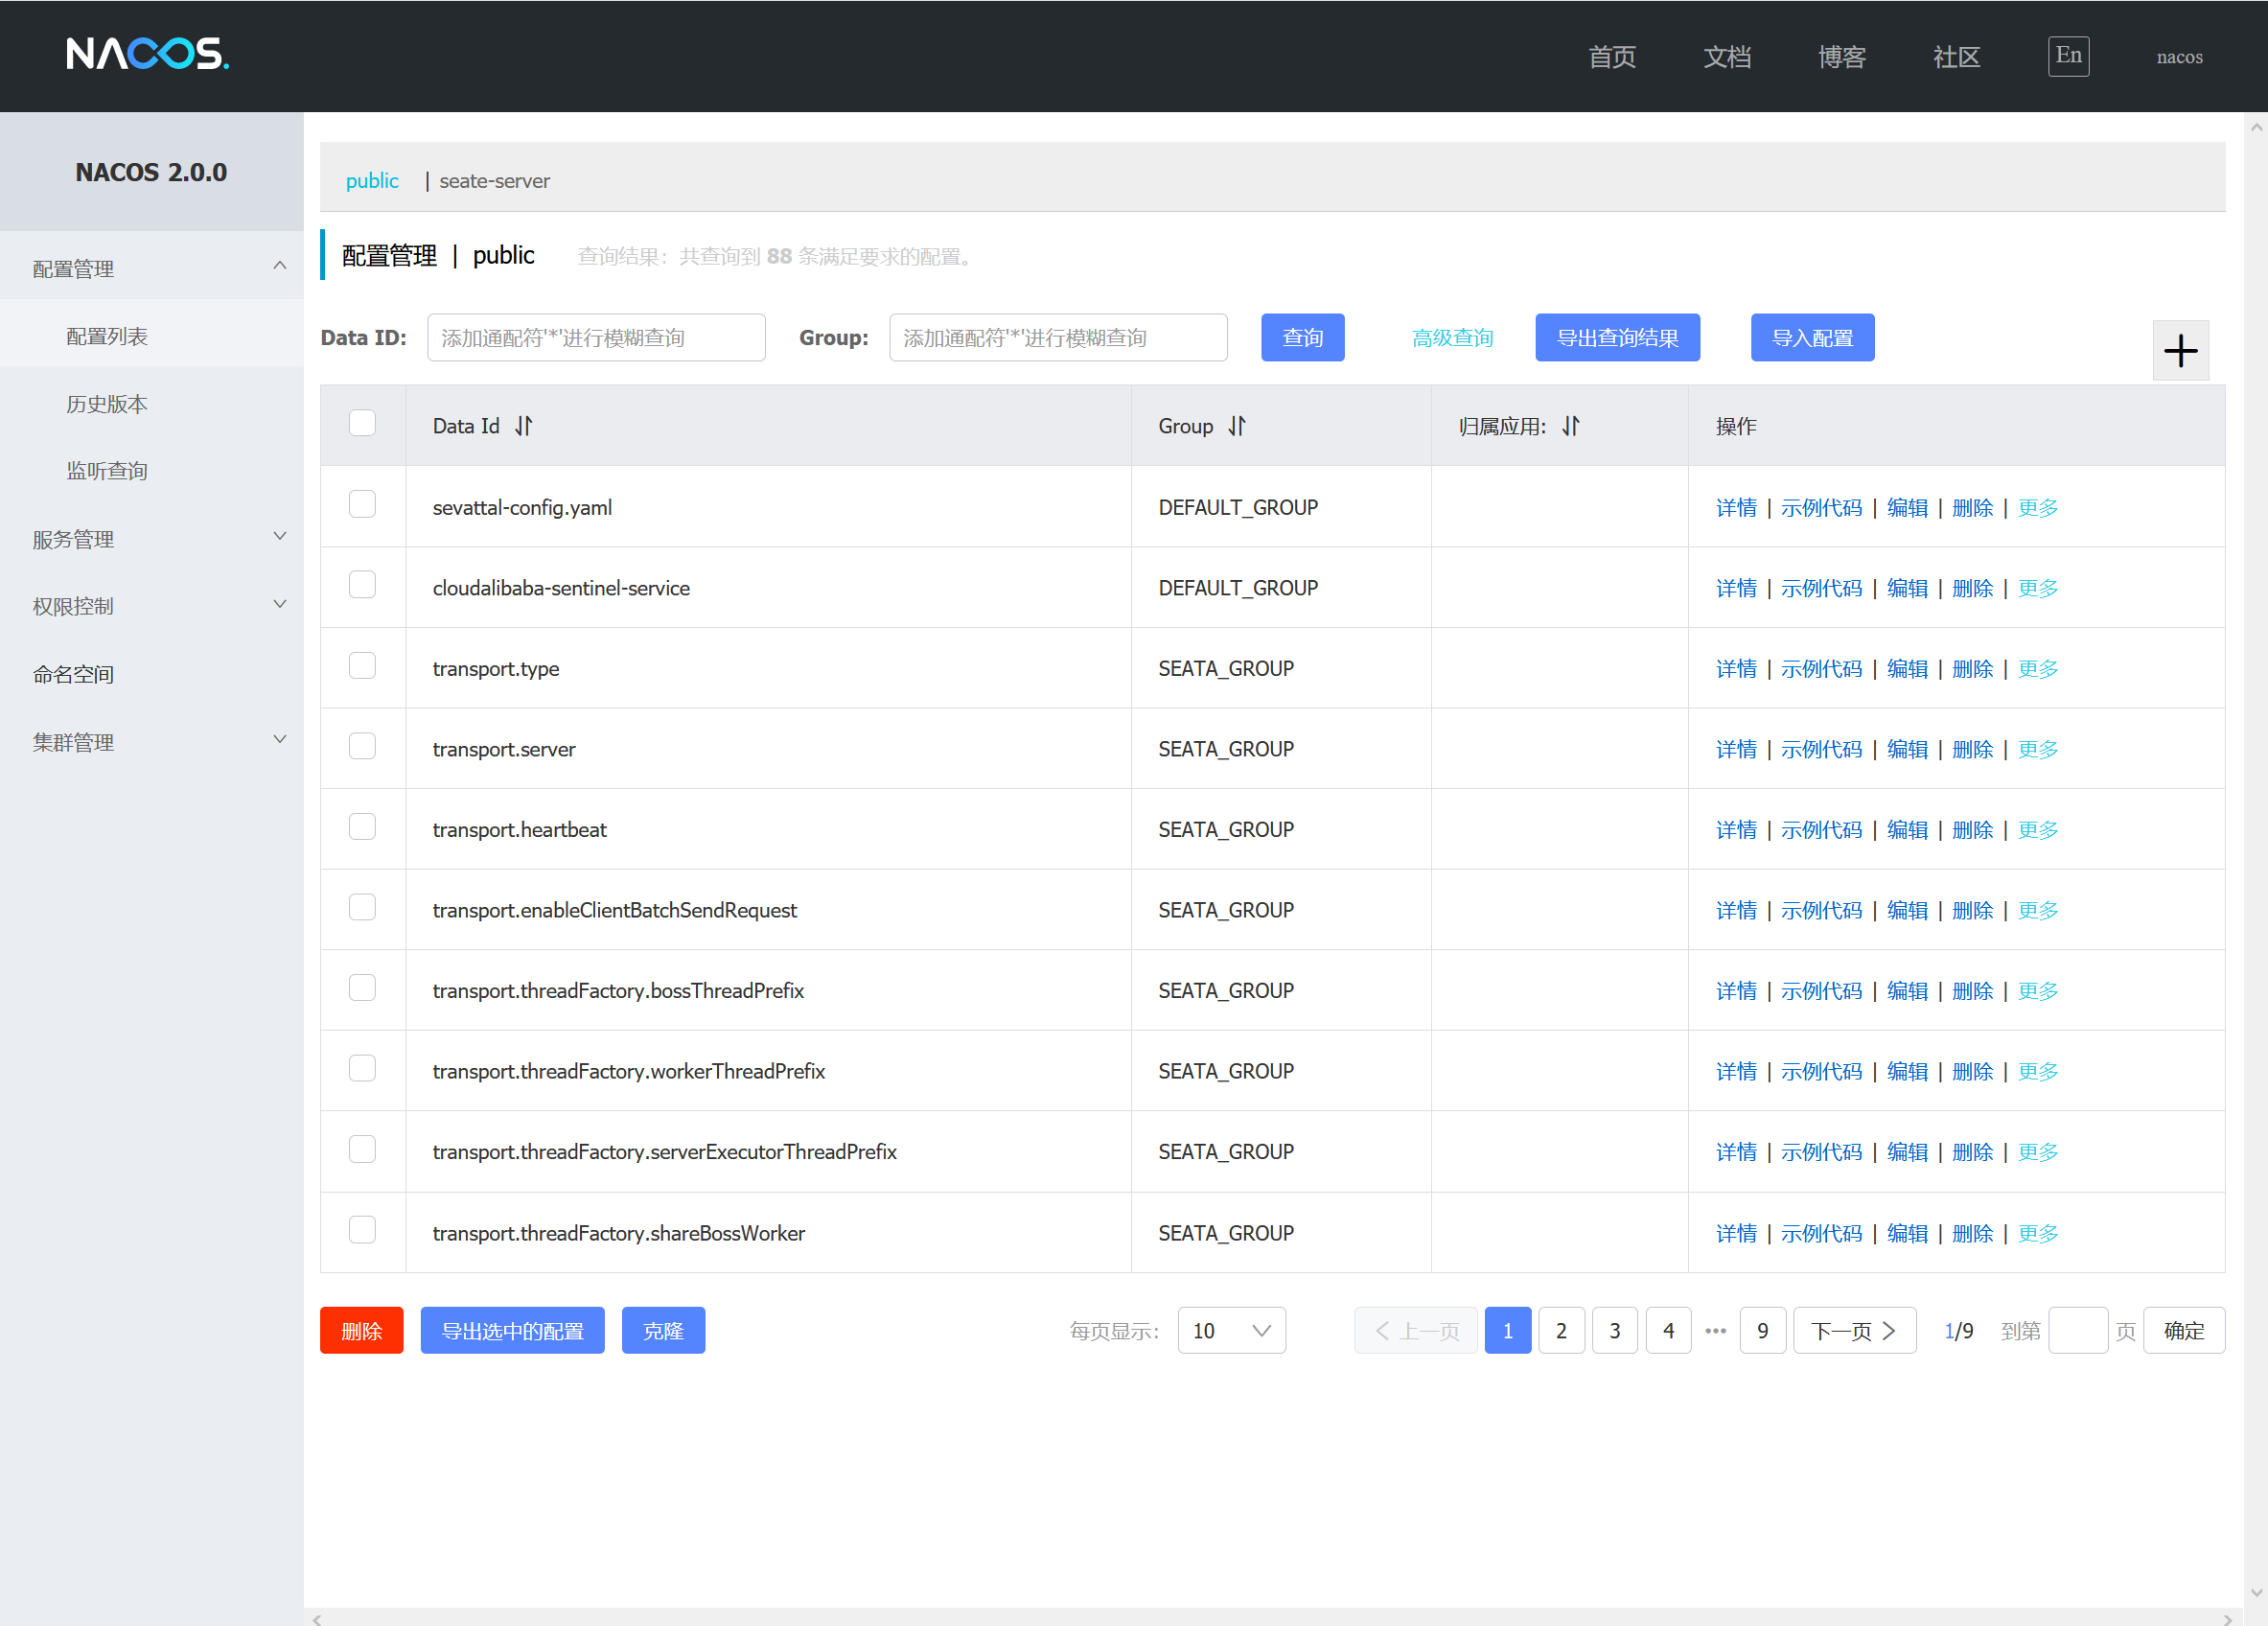 NACOS.
首页 文档 博客 社区 En nacos
NACOS 2.0.0
配置管理
配置列表
历史版本
监听查询
服务管理
权限控制
命名空间
集群管理
public | seate-server
配置管理 | public 查询结果：共查询到 88 条满足要求的配置。
Data ID: 添加通配符'*'进行模糊查询 Group: 添加通配符'*'进行模糊查询 查询 高级查询 导出查询结果 导入配置
Data Id Group 归属应用: 操作
sevattal-config.yaml DEFAULT_GROUP 详情 | 示例代码 | 编辑 | 删除 | 更多
cloudalibaba-sentinel-service DEFAULT_GROUP 详情 | 示例代码 | 编辑 | 删除 | 更多
transport.type SEATA_GROUP 详情 | 示例代码 | 编辑 | 删除 | 更多
transport.server SEATA_GROUP 详情 | 示例代码 | 编辑 | 删除 | 更多
transport.heartbeat SEATA_GROUP 详情 | 示例代码 | 编辑 | 删除 | 更多
transport.enableClientBatchSendRequest SEATA_GROUP 详情 | 示例代码 | 编辑 | 删除 | 更多
transport.threadFactory.bossThreadPrefix SEATA_GROUP 详情 | 示例代码 | 编辑 | 删除 | 更多
transport.threadFactory.workerThreadPrefix SEATA_GROUP 详情 | 示例代码 | 编辑 | 删除 | 更多
transport.threadFactory.serverExecutorThreadPrefix SEATA_GROUP 详情 | 示例代码 | 编辑 | 删除 | 更多
transport.threadFactory.shareBossWorker SEATA_GROUP 详情 | 示例代码 | 编辑 | 删除 | 更多
删除 导出选中的配置 克隆 每页显示: 10 上一页 1 2 3 4 ••• 9 下一页 1/9 到第 页 确定